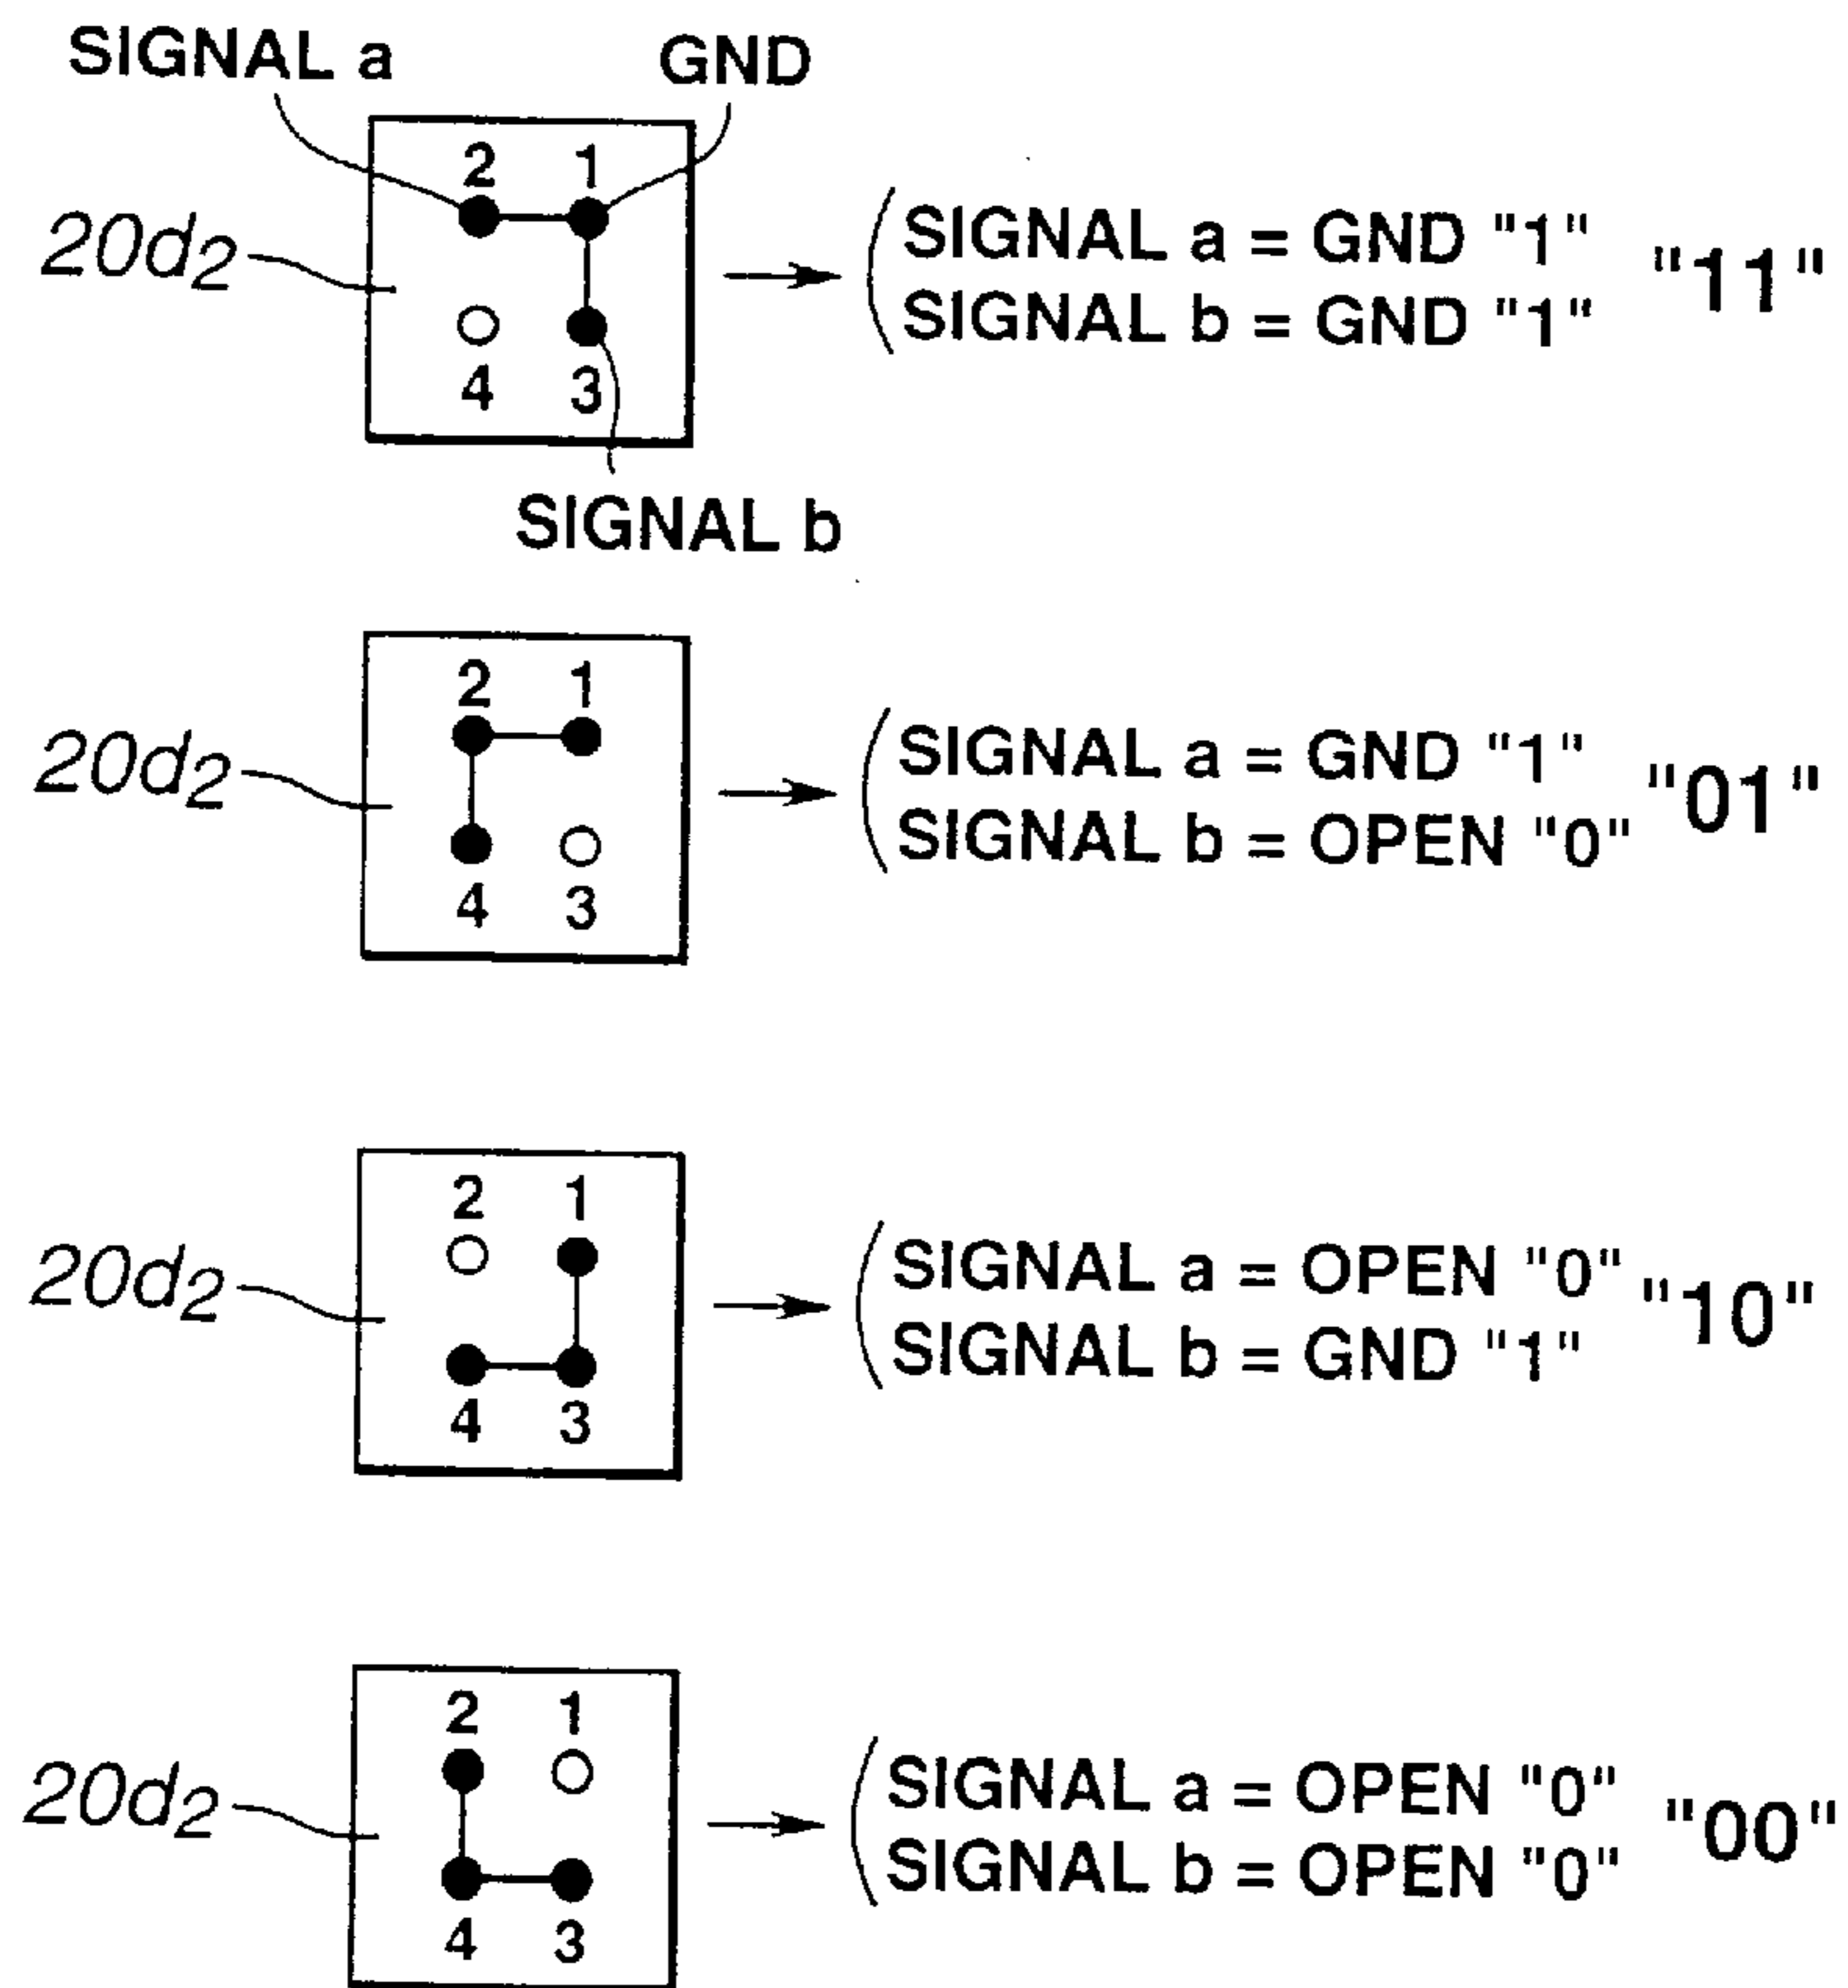 SIGNAL a GND
2 1
20d2
4 3
SIGNAL b
SIGNAL a = GND "1"
SIGNAL b = GND "1"
"11"
2 1
20d2
4 3
SIGNAL a = GND "1"
SIGNAL b = OPEN "0"
"01"
2 1
20d2
4 3
SIGNAL a = OPEN "0"
SIGNAL b = GND "1"
"10"
2 1
20d2
4 3
SIGNAL a = OPEN "0"
SIGNAL b = OPEN "0"
"00"